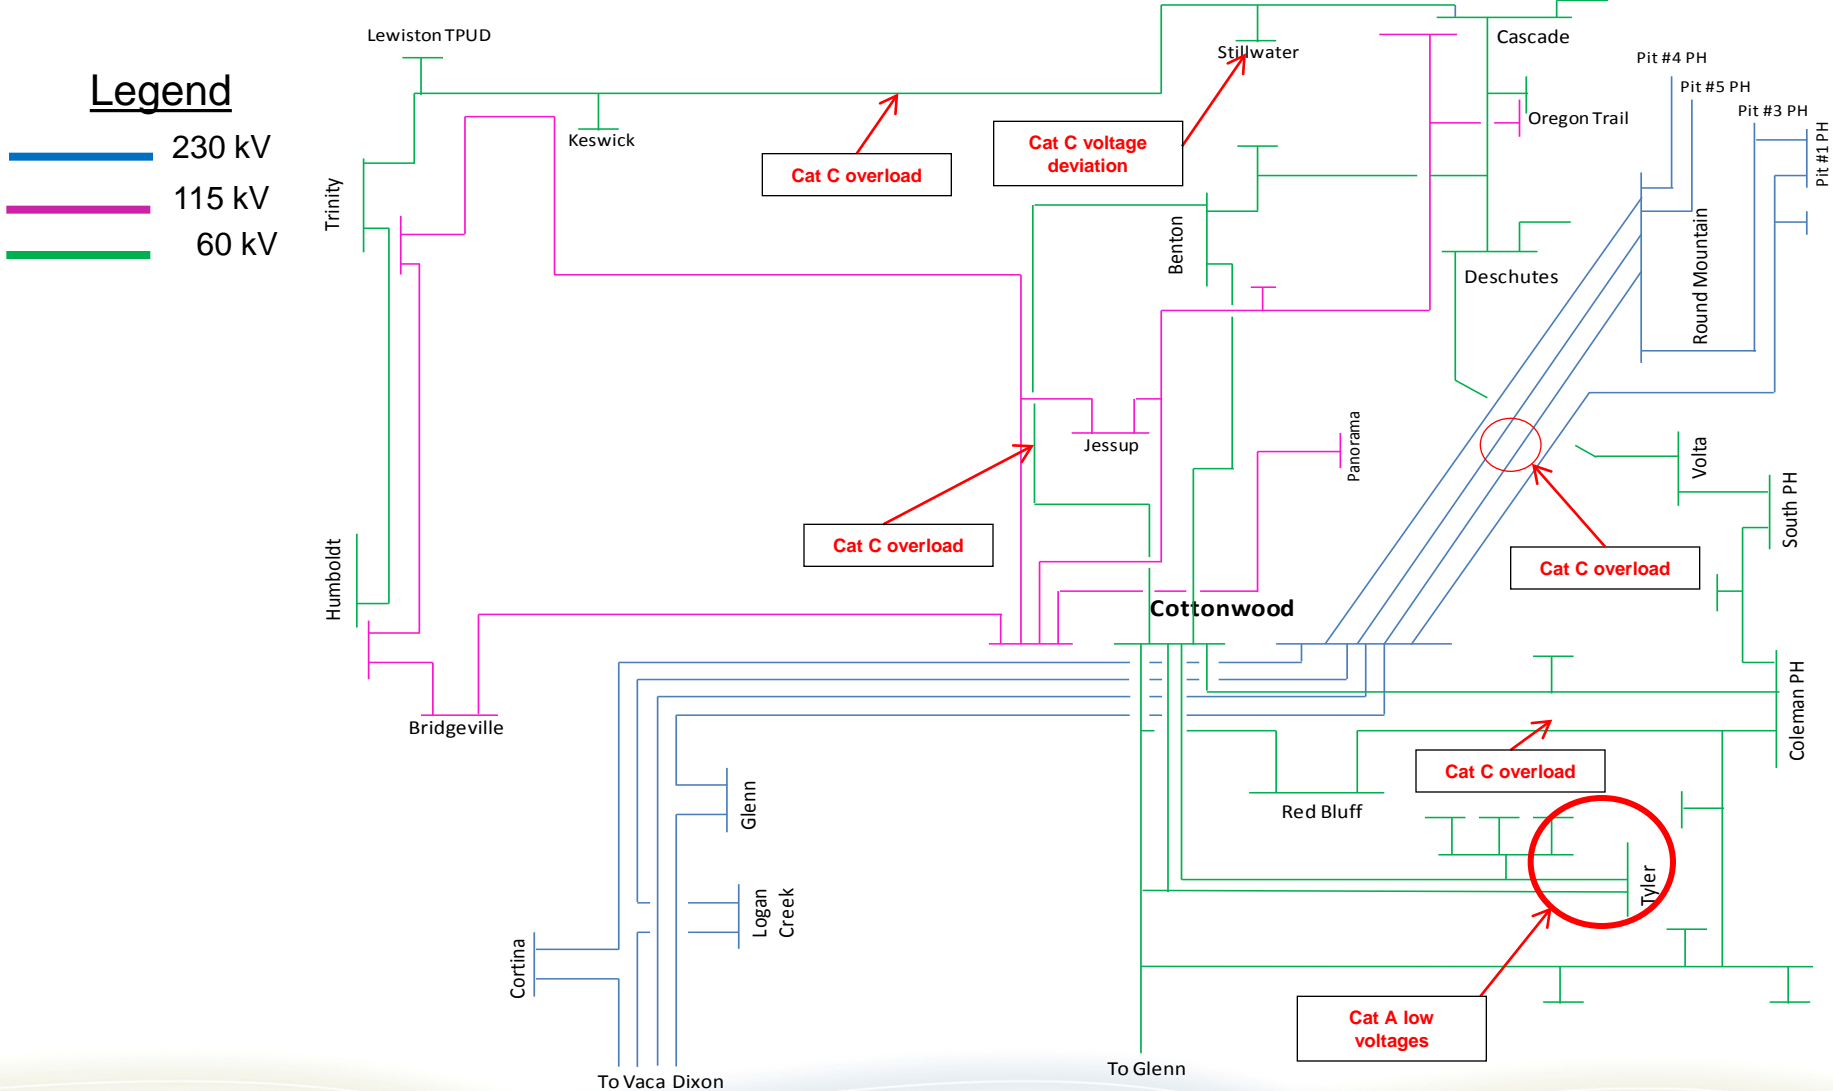 Legend
230 kV
115 kV
60 kV
Lewiston TPUD
Keswick
Trinity
Humboldt
Bridgeville
Cat C overload
Cat C voltage
deviation
Stillwater
Cascade
Oregon Trail
Pit #4 PH
Pit #5 PH
Pit #3 PH
Pit #1 PH
Benton
Deschutes
Round Mountain
Jessup
Panorama
Cat C overload
Cottonwood
Cat C overload
Volta
South PH
Coleman PH
Cat C overload
Red Bluff
Glenn
Logan
Creek
Cortina
Tyler
Cat A low
voltages
To Vaca Dixon
To Glenn